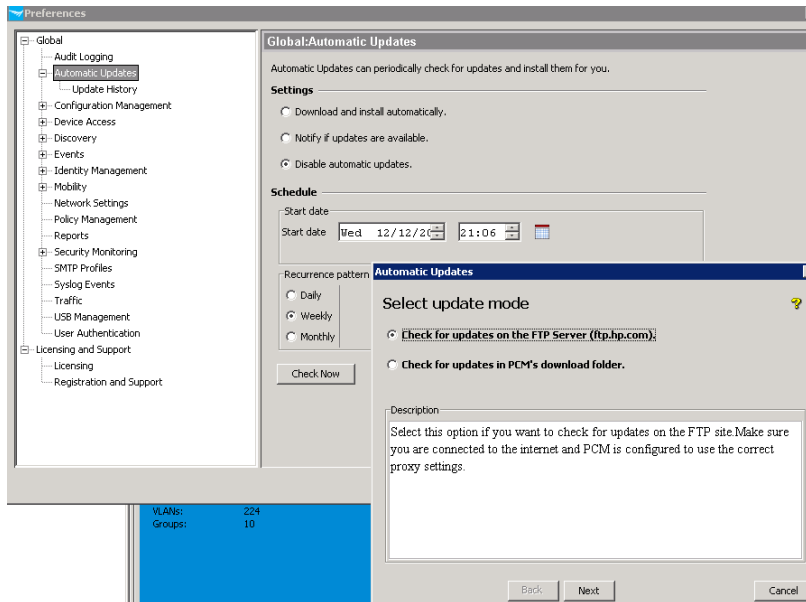 Preferences
Global
Audit Logging
Automatic Updates
Update History
Configuration Management
Device Access
Discovery
Events
Identity Management
Mobility
Network Settings
Policy Management
Reports
Security Monitoring
SMTP Profiles
Syslog Events
Traffic
USB Management
User Authentication
Licensing and Support
Licensing
Registration and Support
Global:Automatic Updates
Automatic Updates can periodically check for updates and install them for you.
Settings
Download and install automatically.
Notify if updates are available.
Disable automatic updates.
Schedule
Start date
Start date Wed 12/12/20 21:06
Recurrence pattern
Daily
Weekly
Monthly
Check Now
Automatic Updates
Select update mode
?
Check for updates on the FTP Server (ftp.hp.com).
Check for updates in PCM's download folder.
Description
Select this option if you want to check for updates on the FTP site.Make sure
you are connected to the internet and PCM is configured to use the correct
proxy settings.
Back Next Cancel
VLANs: 224
Groups: 10